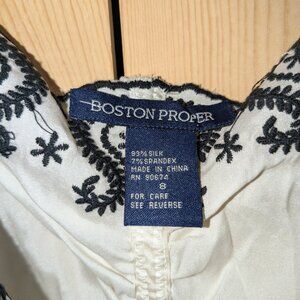 BOSTON PROPER
93% SILK
7% SPANDEX
MADE IN CHINA
RN 90674
8
FOR CARE
SEE REVERSE